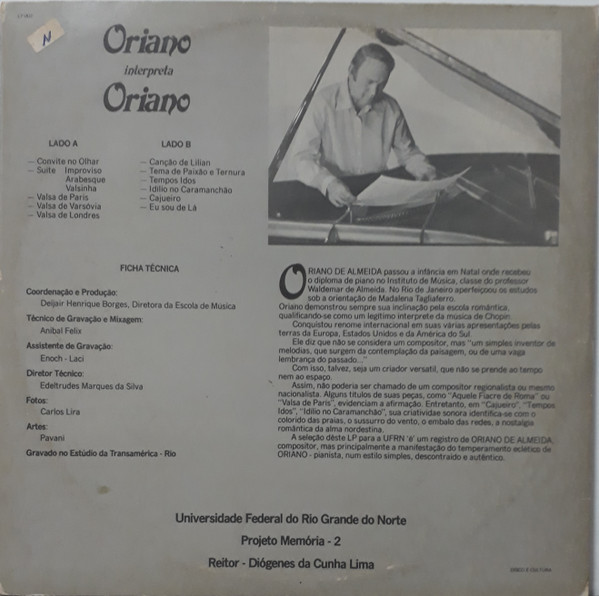 N
Oriano
interpreta
Oriano
LADO A
— Convite no Olhar
— Suite Improviso
Arabesque
Valsinha
— Valsa de Paris
— Valsa de Varsóvia
— Valsa de Londres
LADO B
— Canção de Lilian
— Tema de Paixão e Ternura
— Tempos Idos
— Idílio no Caramanchão
— Cajueiro
— Eu sou de Lá
FICHA TÉCNICA
Coordenação e Produção:
Deijair Henrique Borges, Diretora da Escola de Música
Técnico de Gravação e Mixagem:
Anibal Felix
Assistente de Gravação:
Enoch - Laci
Diretor Técnico:
Edeltrudes Marques da Silva
Fotos:
Carlos Lira
Artes:
Pavani
Gravado no Estúdio da Transamérica - Rio
ORIANO DE ALMEIDA passou a infância em Natal onde recebeu
o diploma de piano no Instituto de Música, classe do professor
Waldemar de Almeida. No Rio de Janeiro aperfeiçoou os estudos
sob a orientação de Madalena Tagliaferro.
Oriano demonstrou sempre sua inclinação pela escola romântica,
qualificando-se como um legítimo interprete da música de Chopin.
Conquistou renome internacional em suas várias apresentações pelas
terras da Europa, Estados Unidos e da América do Sul.
Ele diz que não se considera um compositor, mas "um simples inventor de
melodias, que surgem da contemplação da paisagem, ou de uma vaga
lembrança do passado..."
Com isso, talvez, seja um criador versatil, que não se prende ao tempo
nem ao espaço.
Assim, não poderia ser chamado de um compositor regionalista ou mesmo
nacionalista. Alguns títulos de suas peças, como "Aquele Fiacre de Roma" ou
"Valsa de Paris", evidenciam a afirmação. Entretanto, em "Cajueiro", "Tempos
Idos", "Idílio no Caramanchão", sua criatividae sonora identifica-se com o
colorido das praias, o sussurro do vento, o embalo das redes, a nostalgia
romântica da alma nordestina.
A seleção dêste LP para a UFRN 'é' um registro de ORIANO DE ALMEIDA,
compositor, mas principalmente a manifestação do temperamento eclético de
ORIANO - pianista, num estilo simples, descontraído e autêntico.
Universidade Federal do Rio Grande do Norte
Projeto Memória - 2
Reitor - Diógenes da Cunha Lima